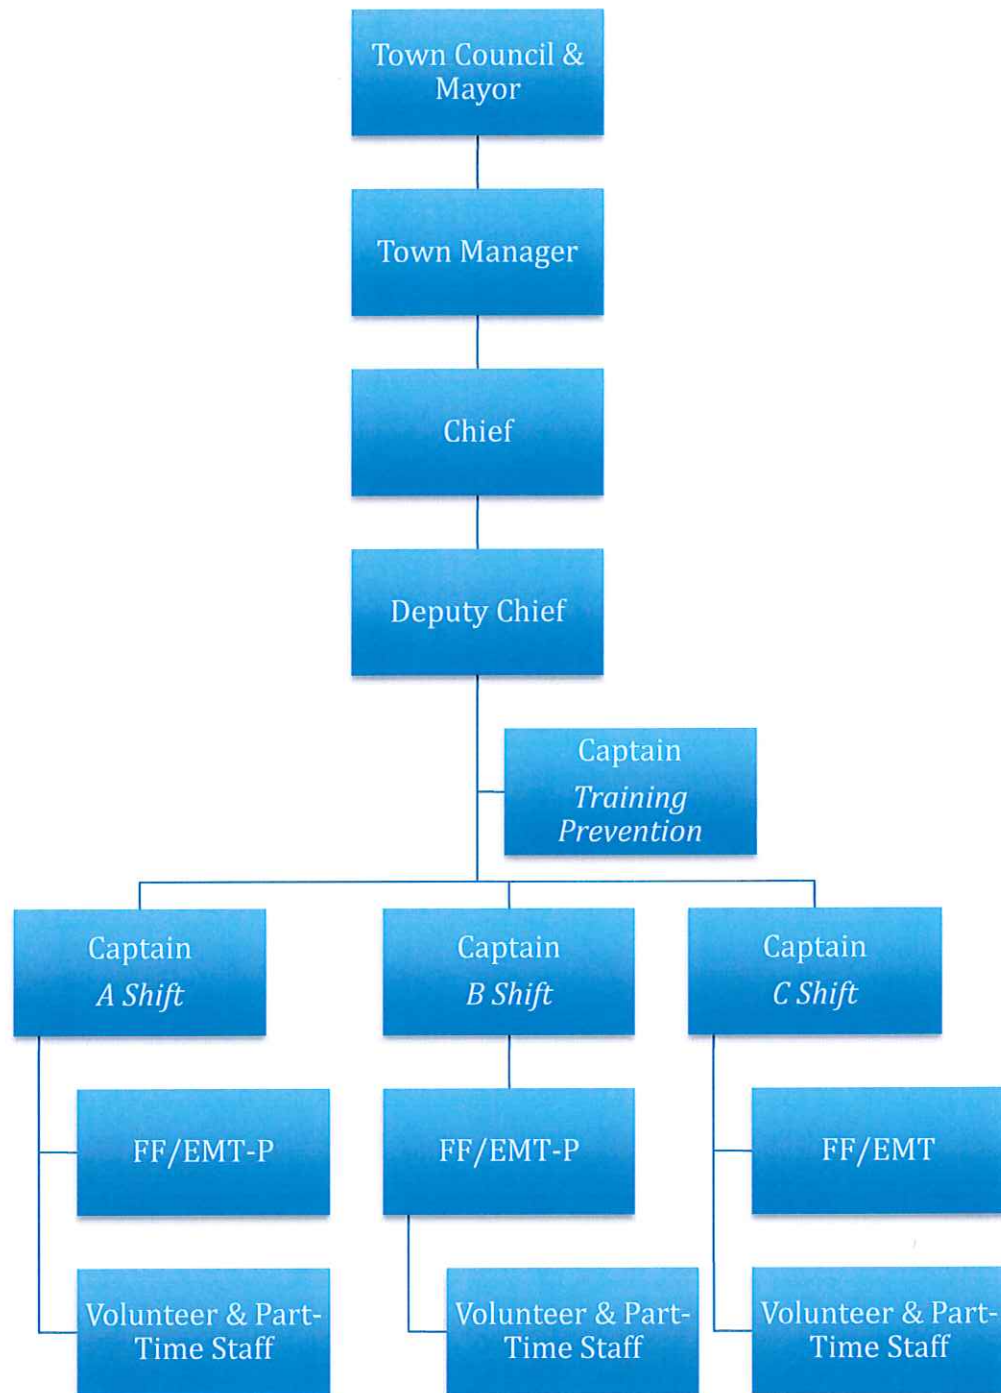 Town Council &
Mayor
Town Manager
Chief
Deputy Chief
Captain
Training
Prevention
Captain
A Shift
Captain
B Shift
Captain
C Shift
FF/EMT-P
FF/EMT-P
FF/EMT
Volunteer & Part-
Time Staff
Volunteer & Part-
Time Staff
Volunteer & Part-
Time Staff